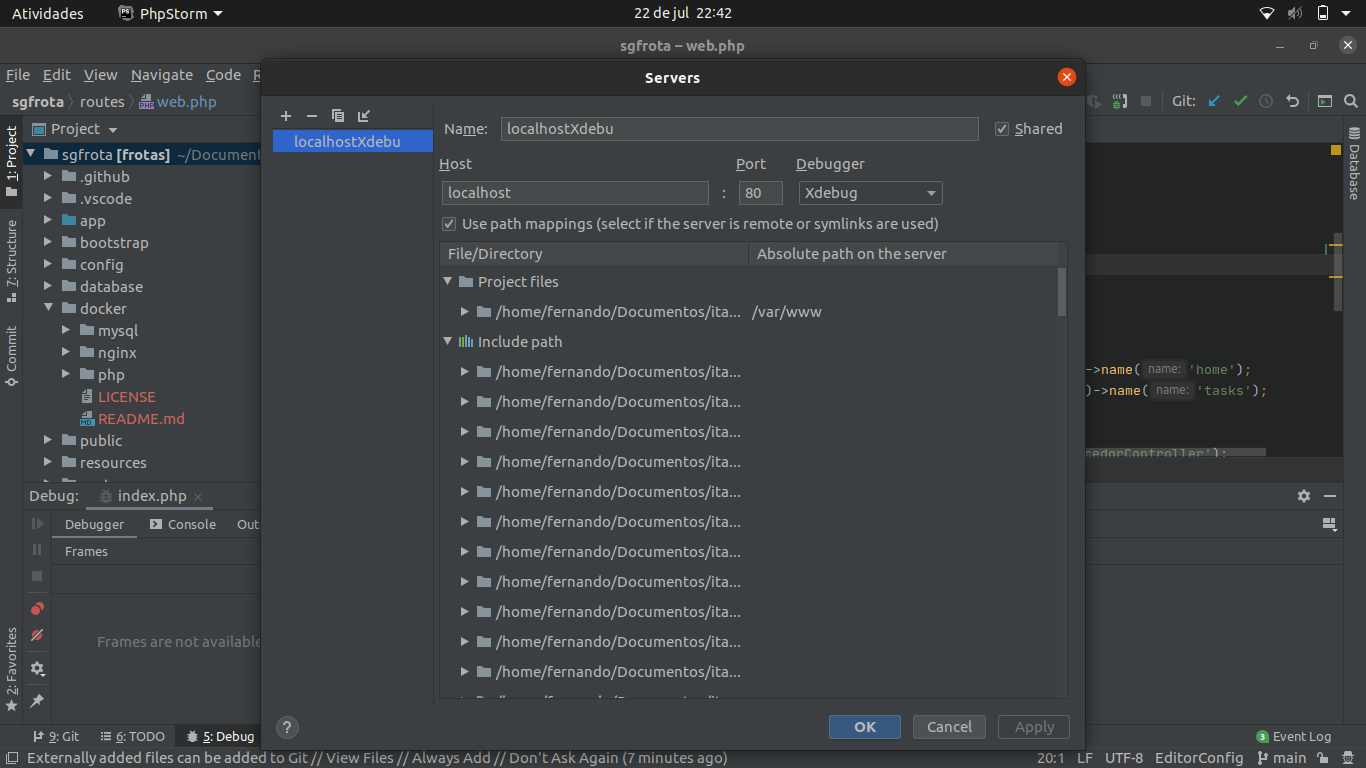 Atividades PhpStorm 22 de jul 22:42
sgfrota – web.php
File Edit View Navigate Code R
sgfrota routes web.php Git:
Servers
Project
sgfrota [frotas] ~/Document
.github
.vscode
app
bootstrap
config
database
docker
mysql
nginx
php
LICENSE
README.md
public
resources
1: Project
7: Structure
Commit
2: Favorites
Database
localhostXdebu
Name: localhostXdebu Shared
Host Port Debugger
localhost : 80 Xdebug
Use path mappings (select if the server is remote or symlinks are used)
File/Directory Absolute path on the server
Project files
/home/fernando/Documentos/ita... /var/www
Include path
/home/fernando/Documentos/ita...
/home/fernando/Documentos/ita...
/home/fernando/Documentos/ita...
/home/fernando/Documentos/ita...
/home/fernando/Documentos/ita...
/home/fernando/Documentos/ita...
/home/fernando/Documentos/ita...
/home/fernando/Documentos/ita...
/home/fernando/Documentos/ita...
/home/fernando/Documentos/ita...
/home/fernando/Documentos/ita...
? OK Cancel Apply
->name( name: 'home');
)->name( name: 'tasks');
edorController');
Debug: index.php
Debugger Console Out
Frames
Frames are not available
9: Git 6: TODO 5: Debug 3 Event Log
Externally added files can be added to Git // View Files // Always Add // Don't Ask Again (7 minutes ago) 20:1 LF UTF-8 EditorConfig main